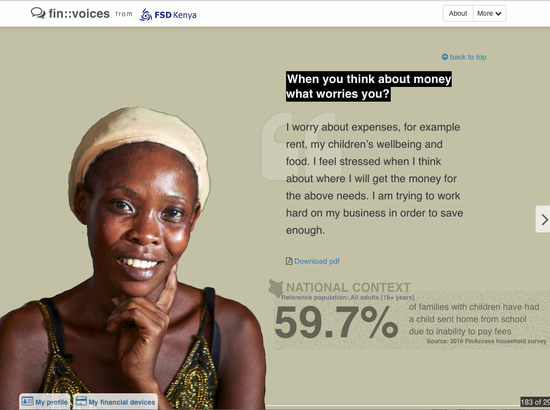 fin::voices from FSD Kenya
About More
back to top
When you think about money
what worries you?
I worry about expenses, for example
rent, my children's wellbeing and
food. I feel stressed when I think
about where I will get the money for
the above needs. I am trying to work
hard on my business in order to save
enough.
Download pdf
NATIONAL CONTEXT
Reference population: All adults [16+ years]
59.7%
of families with children have had
a child sent home from school
due to inability to pay fees
Source: 2016 FinAccess household survey
My profile My financial devices
183 of 29